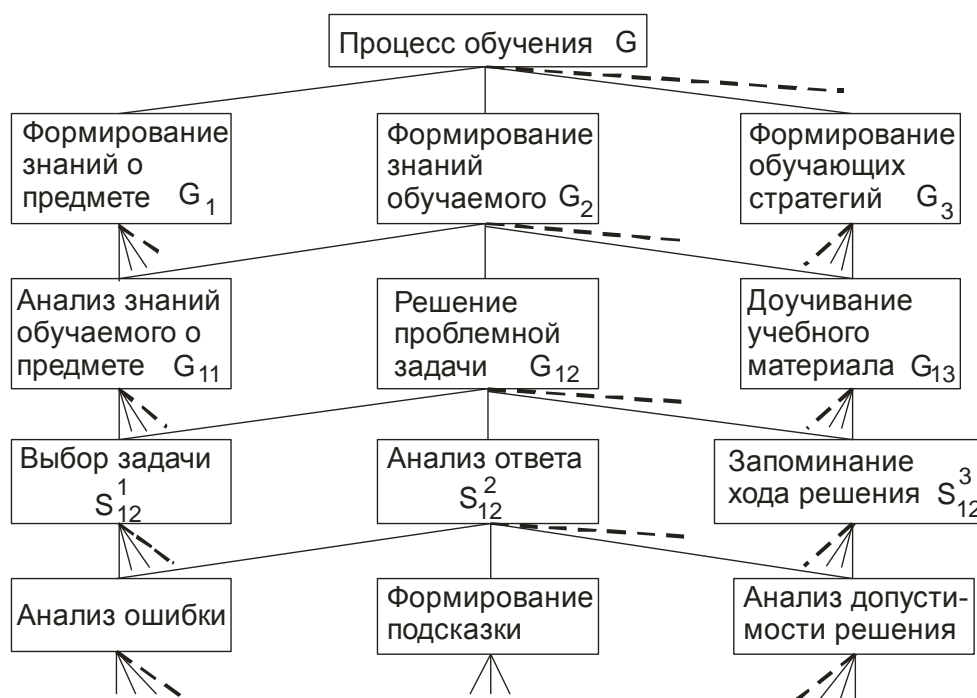 Процесс обучения G
Формирование
знаний о
предмете G1
Формирование
знаний
обучаемого G2
Формирование
обучающих
стратегий G3
Анализ знаний
обучаемого о
предмете G11
Решение
проблемной
задачи G12
Доучивание
учебного
материала G13
Выбор задачи
S12^1
Анализ ответа
S12^2
Запоминание
хода решения S12^3
Анализ ошибки
Формирование
подсказки
Анализ допусти-
мости решения